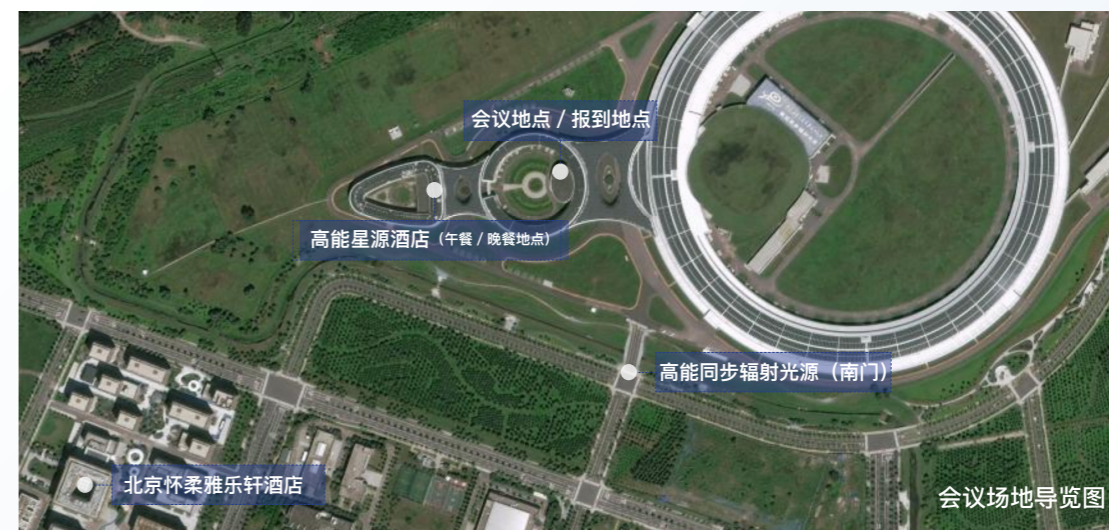 会议地点 / 报到地点
高能星源酒店（午餐 / 晚餐地点）
高能同步辐射光源（南门）
北京怀柔雅乐轩酒店
会议场地导览图